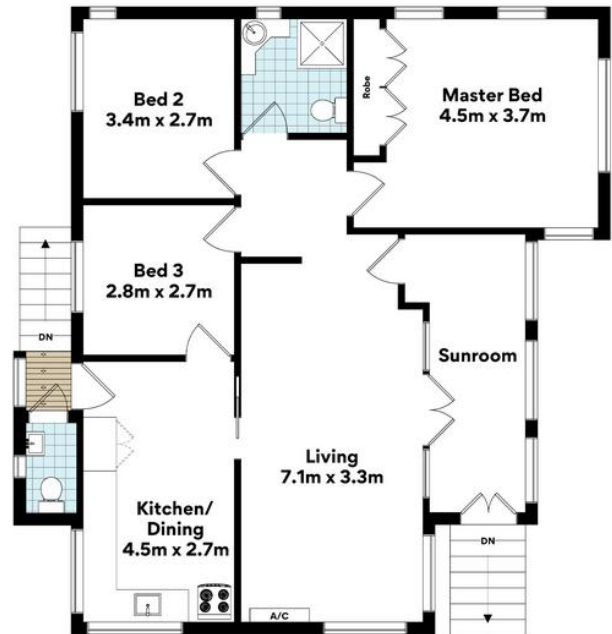 Bed 2
3.4m x 2.7m
Robe
Master Bed
4.5m x 3.7m
Bed 3
2.8m x 2.7m
DN
Sunroom
Living
7.1m x 3.3m
Kitchen/
Dining
4.5m x 2.7m
DN
A/C